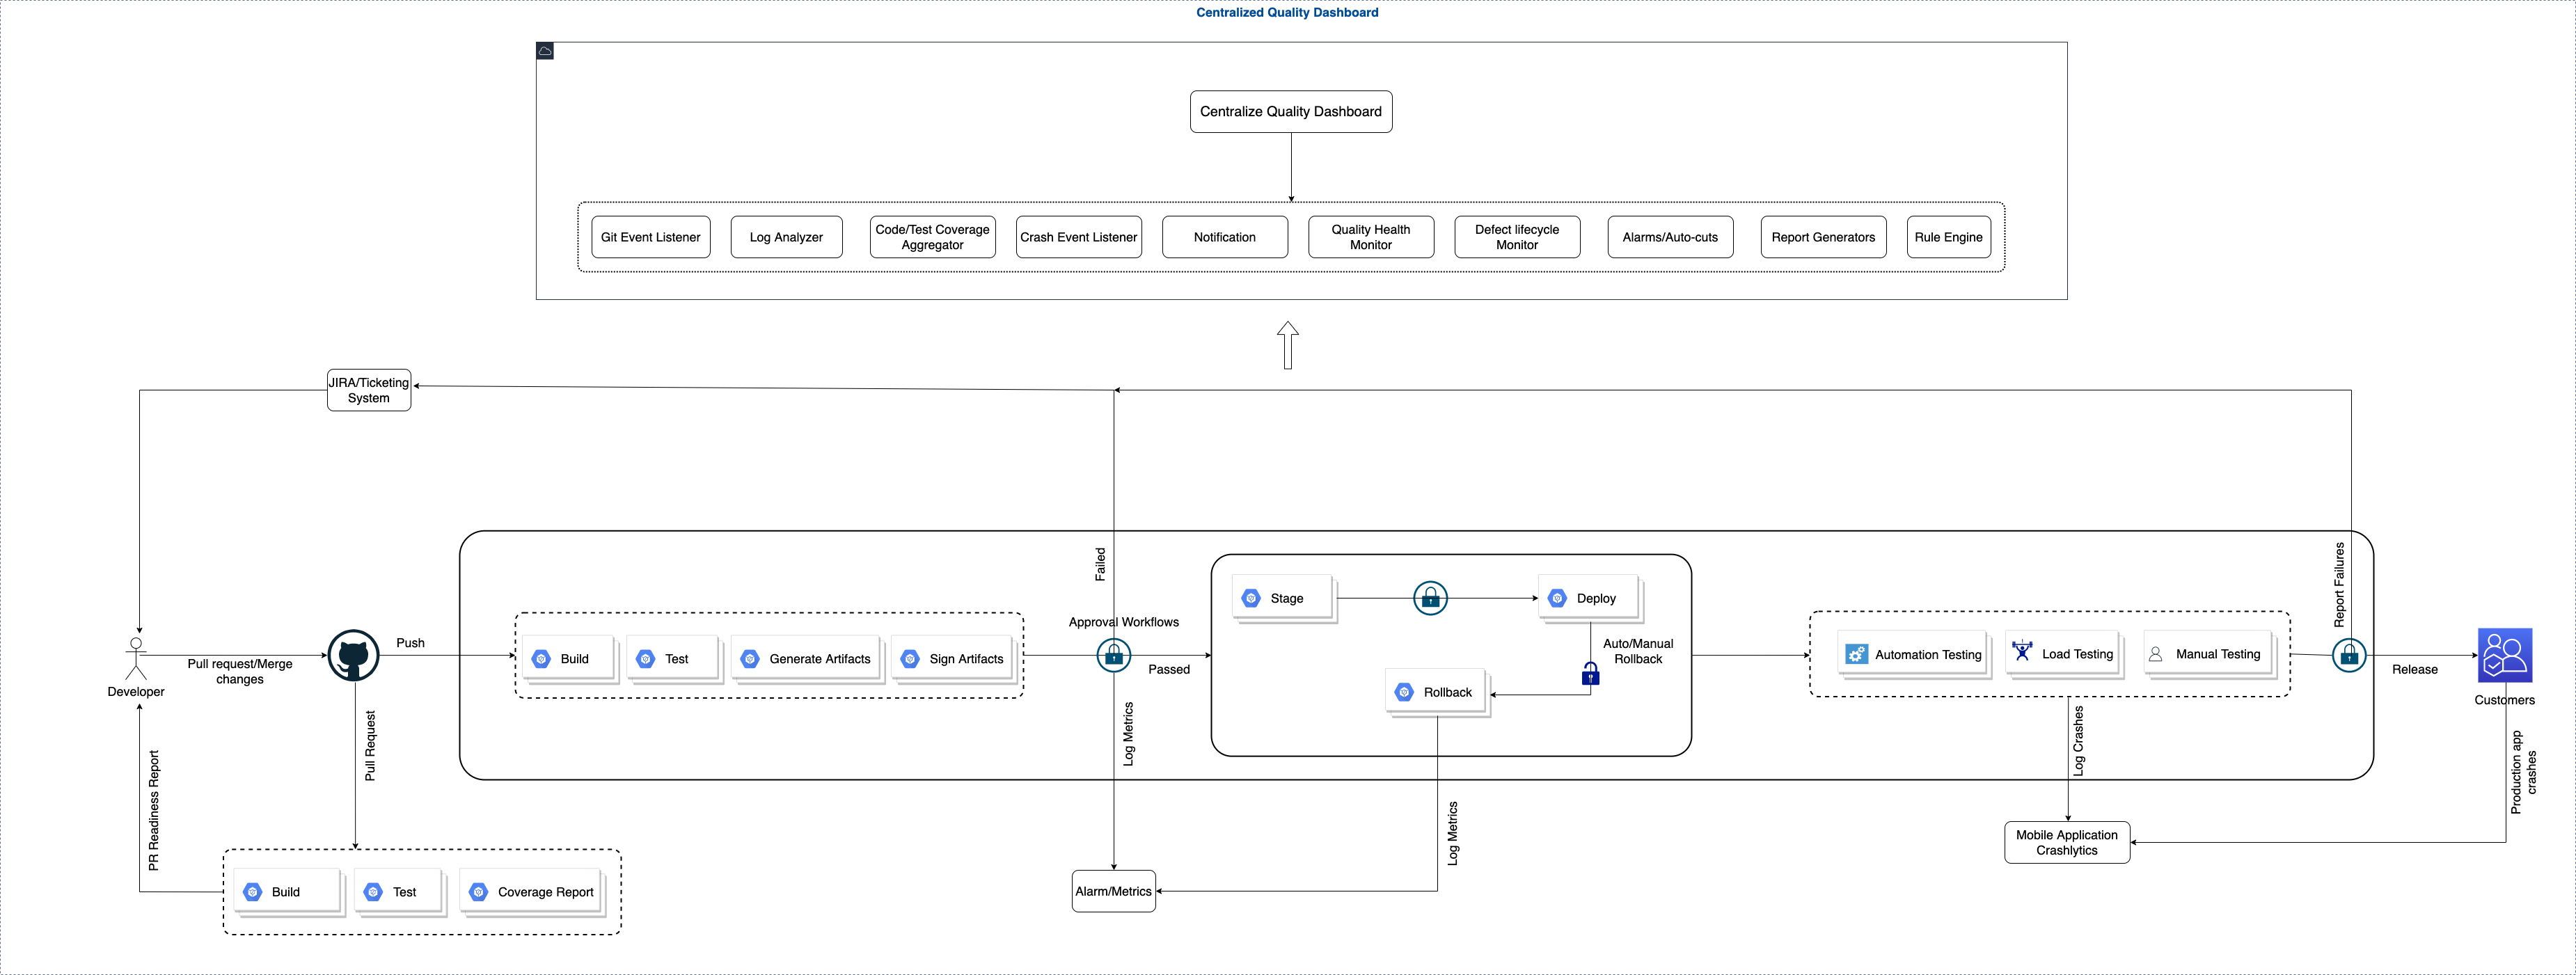 Centralized Quality Dashboard
Centralize Quality Dashboard
Git Event Listener
Log Analyzer
Code/Test Coverage
Aggregator
Crash Event Listener
Notification
Quality Health
Monitor
Defect lifecycle
Monitor
Alarms/Auto-cuts
Report Generators
Rule Engine
JIRA/Ticketing
System
Failed
Report Failures
Stage
Deploy
Approval Workflows
Auto/Manual
Rollback
Push
Pull request/Merge
changes
Developer
Build
Test
Generate Artifacts
Sign Artifacts
Passed
Rollback
Automation Testing
Load Testing
Manual Testing
Release
Customers
Pull Request
Log Metrics
Log Crashes
Production app
crashes
PR Readiness Report
Log Metrics
Mobile Application
Crashlytics
Build
Test
Coverage Report
Alarm/Metrics